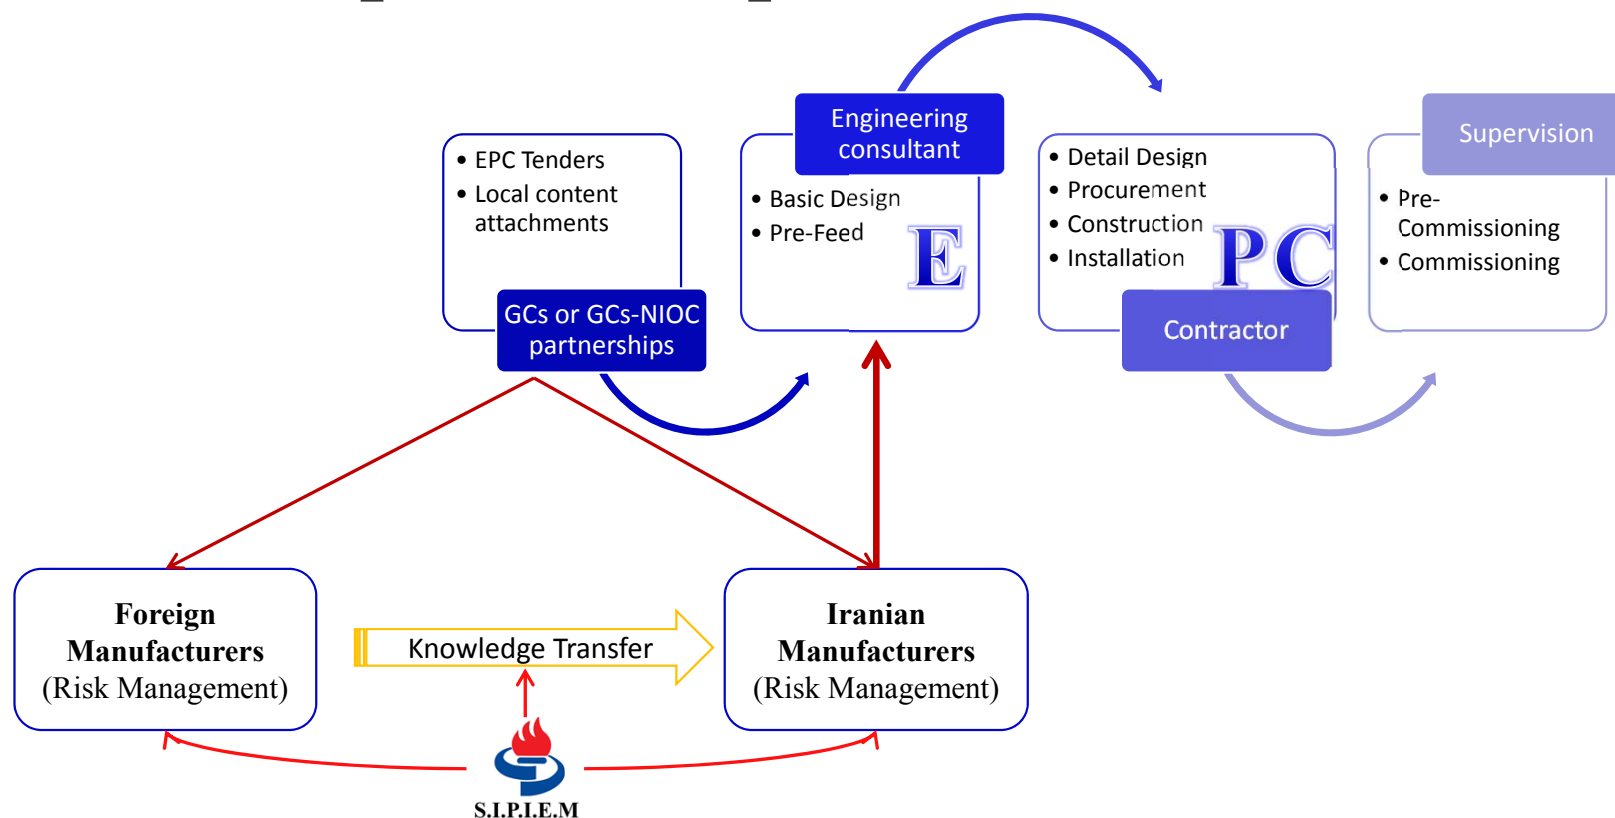 • EPC Tenders
• Local content
attachments
GCs or GCs-NIOC
partnerships
Engineering
consultant
• Basic Design
• Pre-Feed
E
• Detail Design
• Procurement
• Construction
• Installation
PC
Contractor
Supervision
• Pre-
Commissioning
• Commissioning
Foreign
Manufacturers
(Risk Management)
Knowledge Transfer
Iranian
Manufacturers
(Risk Management)
S.I.P.I.E.M